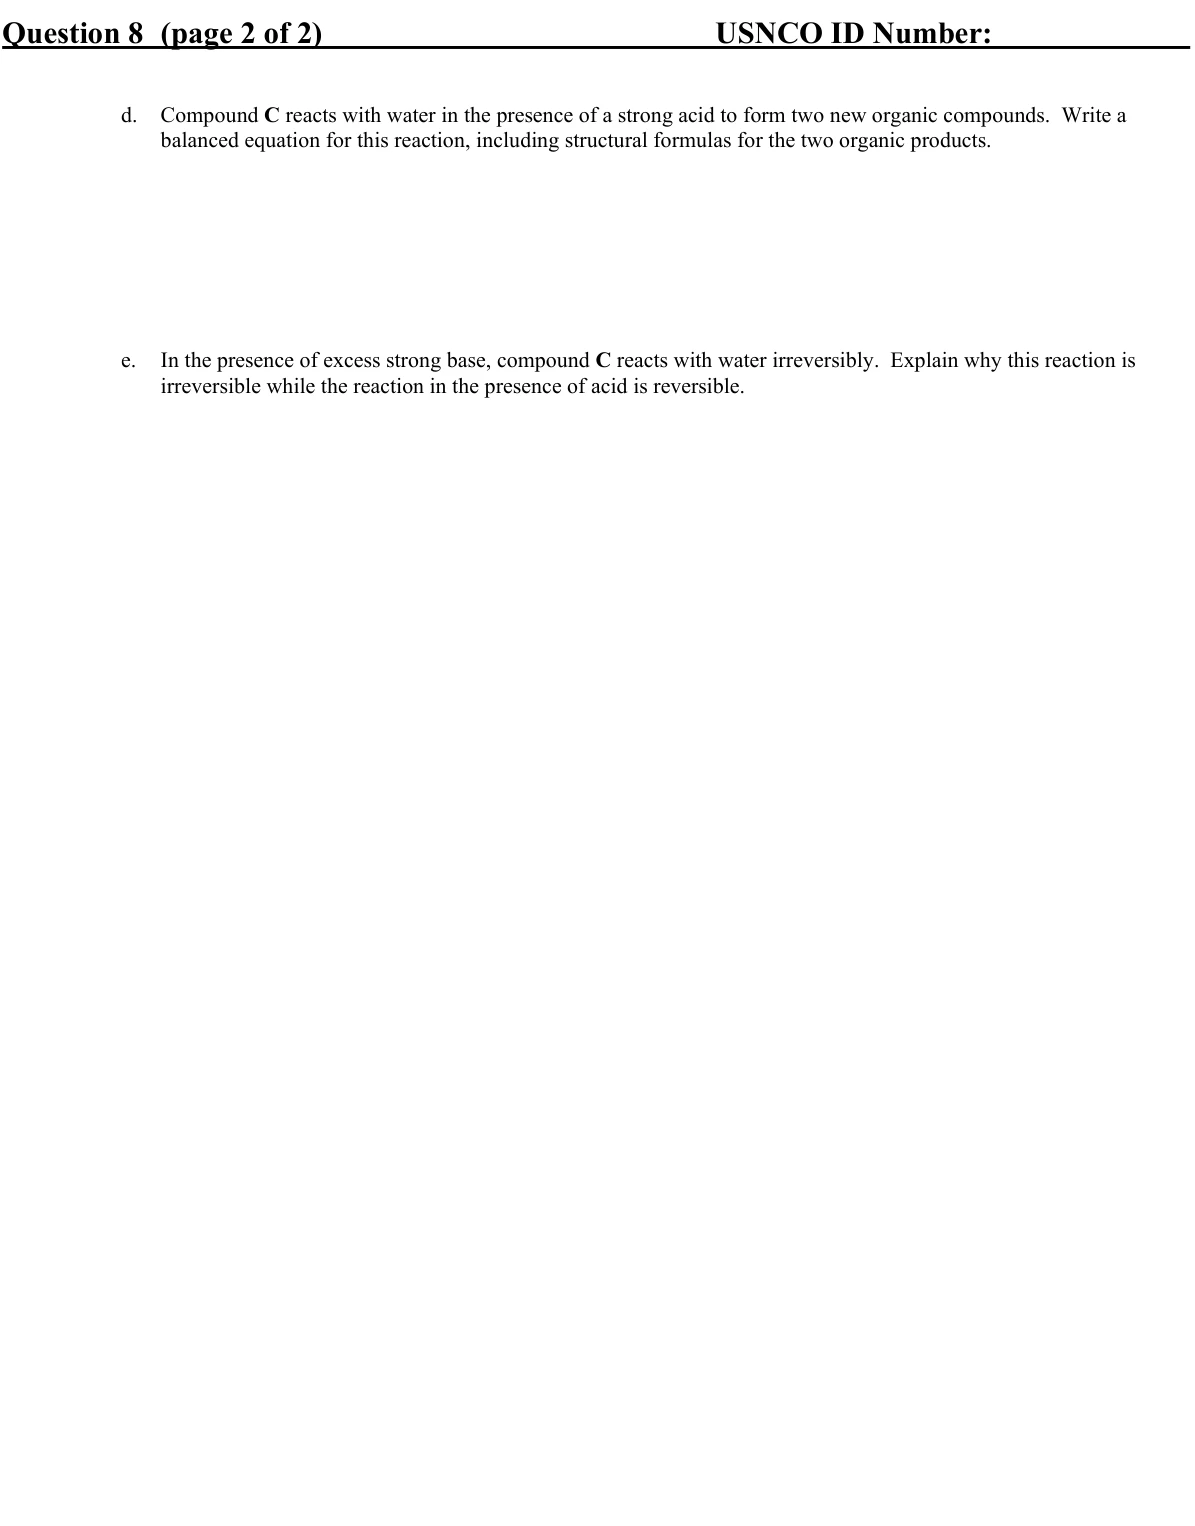 Question 8 (page 2 of 2) USNCO ID Number:
d. Compound C reacts with water in the presence of a strong acid to form two new organic compounds. Write a
balanced equation for this reaction, including structural formulas for the two organic products.
e. In the presence of excess strong base, compound C reacts with water irreversibly. Explain why this reaction is
irreversible while the reaction in the presence of acid is reversible.